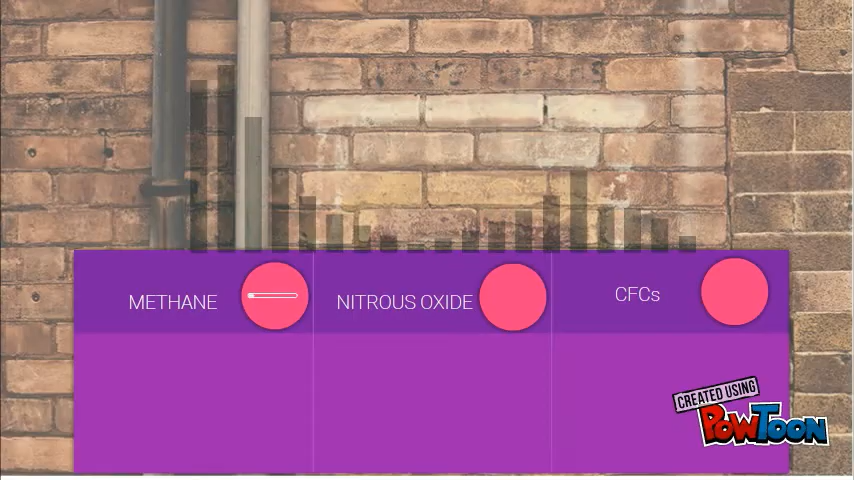 METHANE
NITROUS OXIDE
CFCs
CREATED USING
POWTOON